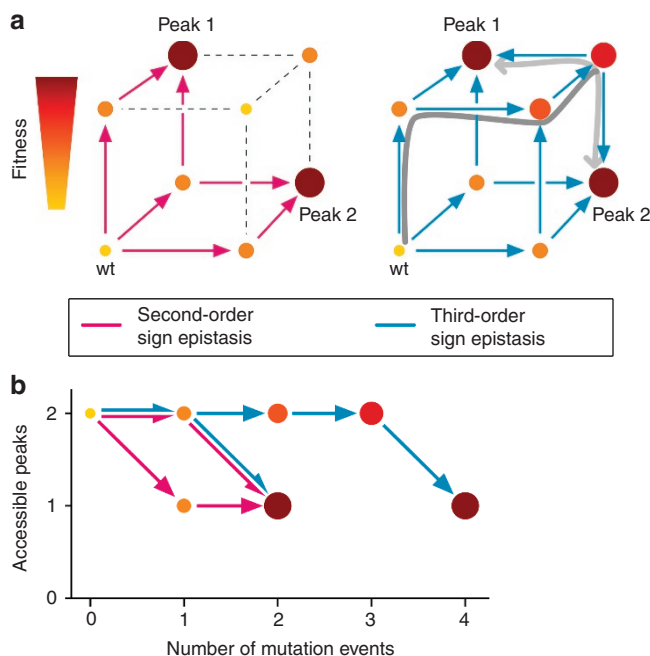 a
Peak 1
Peak 1
Fitness
Peak 2
Peak 2
wt
wt
Second-order
sign epistasis
Third-order
sign epistasis
b
Accessible peaks
2
1
0
0 1 2 3 4
Number of mutation events